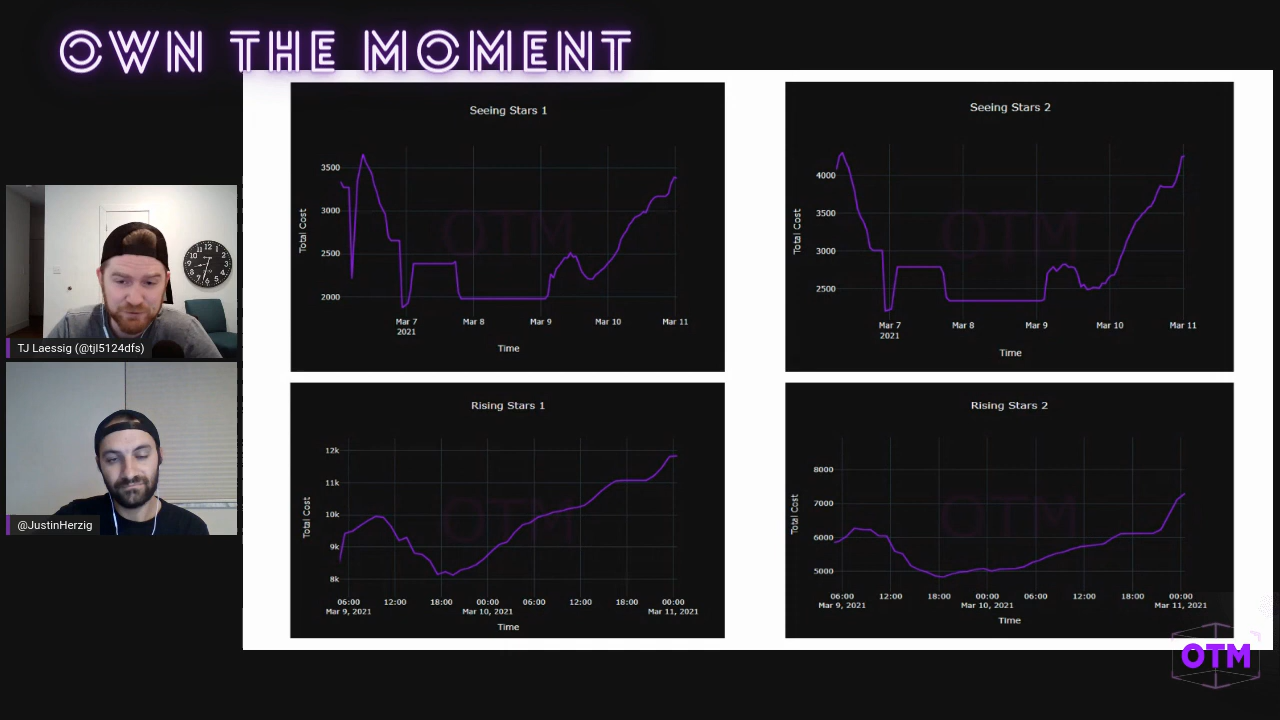 OWN THE MOMENT
Seeing Stars 1
3500
3000
2500
2000
Total Cost
Mar 7
2021
Mar 8
Mar 9
Mar 10
Mar 11
Time
OTM
Seeing Stars 2
4000
3500
3000
2500
Total Cost
Mar 7
2021
Mar 8
Mar 9
Mar 10
Mar 11
Time
OTM
TJ Laessig (@tjl5124dfs)
@JustinHerzig
Rising Stars 1
12k
11k
10k
9k
8k
Total Cost
06:00
Mar 9, 2021
12:00
18:00
00:00
Mar 10, 2021
06:00
12:00
18:00
00:00
Mar 11, 2021
Time
OTM
Rising Stars 2
8000
7000
6000
5000
Total Cost
06:00
Mar 9, 2021
12:00
18:00
00:00
Mar 10, 2021
06:00
12:00
18:00
00:00
Mar 11, 2021
Time
OTM
OTM